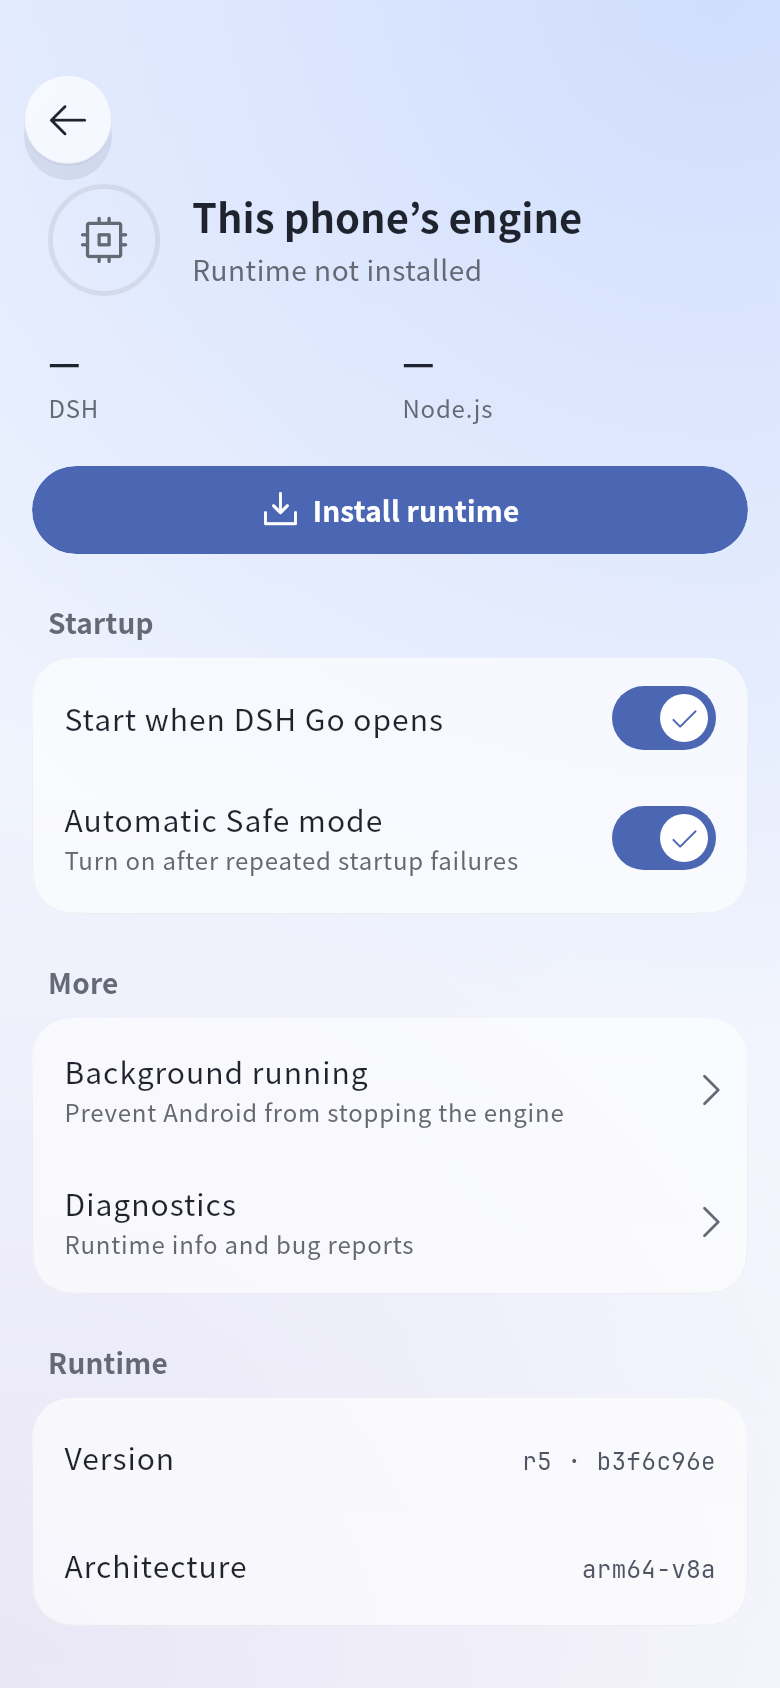 This phone’s engine
Runtime not installed
— —
DSH Node.js
Install runtime
Startup
Start when DSH Go opens
Automatic Safe mode
Turn on after repeated startup failures
More
Background running
Prevent Android from stopping the engine
Diagnostics
Runtime info and bug reports
Runtime
Version r5 · b3f6c96e
Architecture arm64-v8a